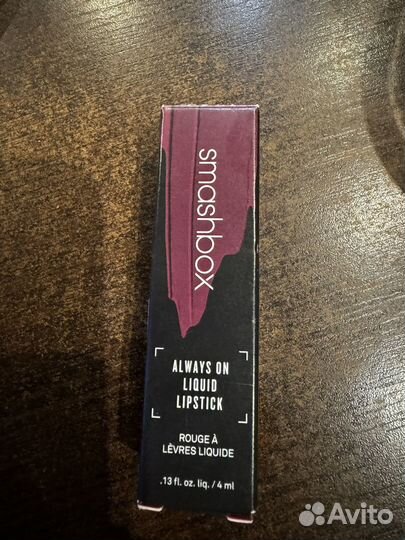 smashbox
ALWAYS ON
LIQUID
LIPSTICK
ROUGE À
LÈVRES LIQUIDE
.13 fl. oz. liq. / 4 ml
Avito